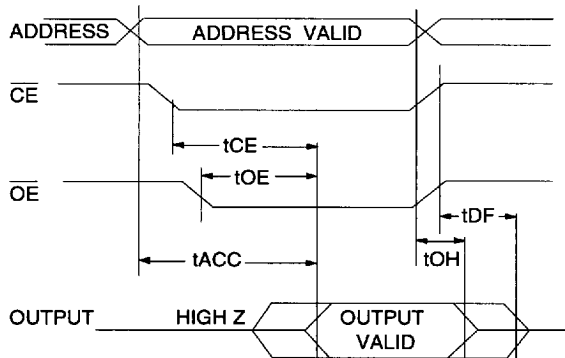 ADDRESS ADDRESS VALID
CE
tCE
tOE
OE
tDF
tACC
tOH
OUTPUT HIGH Z OUTPUT
VALID